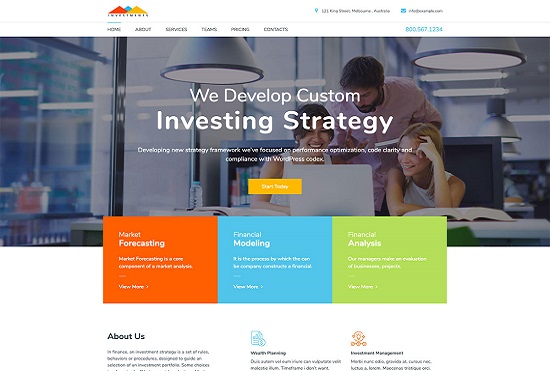 INVESTMENTS
121 King Street, Melbourne , Australia
info@example.com
HOME
ABOUT
SERVICES
TEAMS
PRICING
CONTACTS
800.567.1234
We Develop Custom
Investing Strategy
Developing new strategy framework we've focused on performance optimization, code clarity and
compliance with WordPress codex.
Start Today
Market
Forecasting
Market Forecasting is a core
component of a market analysis.
View More
Financial
Modeling
It is the process by which the can
be company constructs a financial.
View More
Financial
Analysis
Our managers make an evaluation
of businesses, projects.
View More
About Us
In finance, an investment strategy is a set of rules,
behaviors or procedures, designed to guide an
selection of an investment portfolio. Some choices
Wealth Planning
Duis autem vel eum iriure can vulputate velit
molestie illum. Timeframe i don't want.
Investment Management
Morbi nunc odio, gravida at, cursus nec,
luctus a, lorem. Maecenas tristique orci.